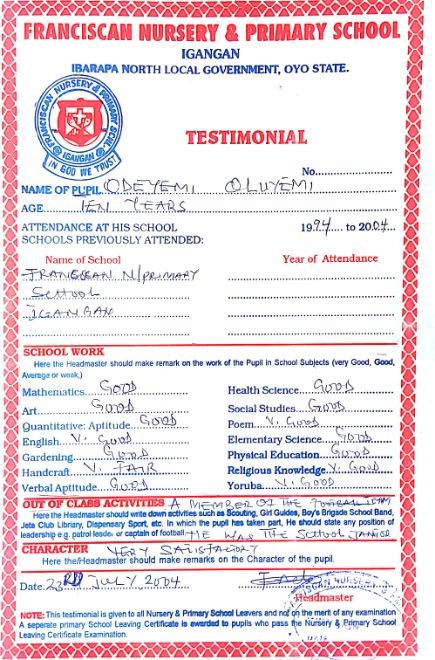 FRANCISCAN NURSERY & PRIMARY SCHOOL
IGANGAN
IBARAPA NORTH LOCAL GOVERNMENT, OYO STATE.
FRANCISCAN NURSERY & PRIMARY SCHL
IGANGAN
IN GOD WE TRUST
TESTIMONIAL
No.
NAME OF PUPIL ODEYEMI OLUYEMI
AGE TEN YEARS
ATTENDANCE AT HIS SCHOOL 1994 to 2004
SCHOOLS PREVIOUSLY ATTENDED:
Name of School Year of Attendance
FRANCISCAN N/PRIMARY
School
IGANGAN
SCHOOL WORK
Here the Headmaster should make remark on the work of the Pupil in School Subjects (very Good, Good,
Average or weak,)
Mathematics GOOD Health Science GOOD
Art GOOD Social Studies GOOD
Quantitative: Aptitude GOOD Poem V. GOOD
English V. Good Elementary Science GOOD
Gardening GOOD Physical Education GOOD
Handcraft V. FAIR Religious Knowledge V. GOOD
Verbal Aptitude GOOD Yoruba V. GOOD
OUT OF CLASS ACTIVITIES A MEMBER OF THE FOOTBALL TEAM
Here the Headmaster should write down activities such as Scouting, Girl Guides, Boy's Brigade School Band,
Jets Club Library, Dispensary Sport, etc. In which the pupil has taken part, He should state any position of
leadership e.g. patrol leader or captain of football HE WAS THE SCHOOL JANIOR
CHARACTER VERY SATISFACTORY
Here the/Headmaster should make remarks on the Character of the pupil.
Date 23RD JULY 2004
Headmaster
NOTE: This testimonial is given to all Nursery & Primary School Leavers and not on the merit of any examination
A seperate primary School Leaving Certificate is awarded to pupils who pass the Nursery & Primary School
Leaving Certificate Examination.